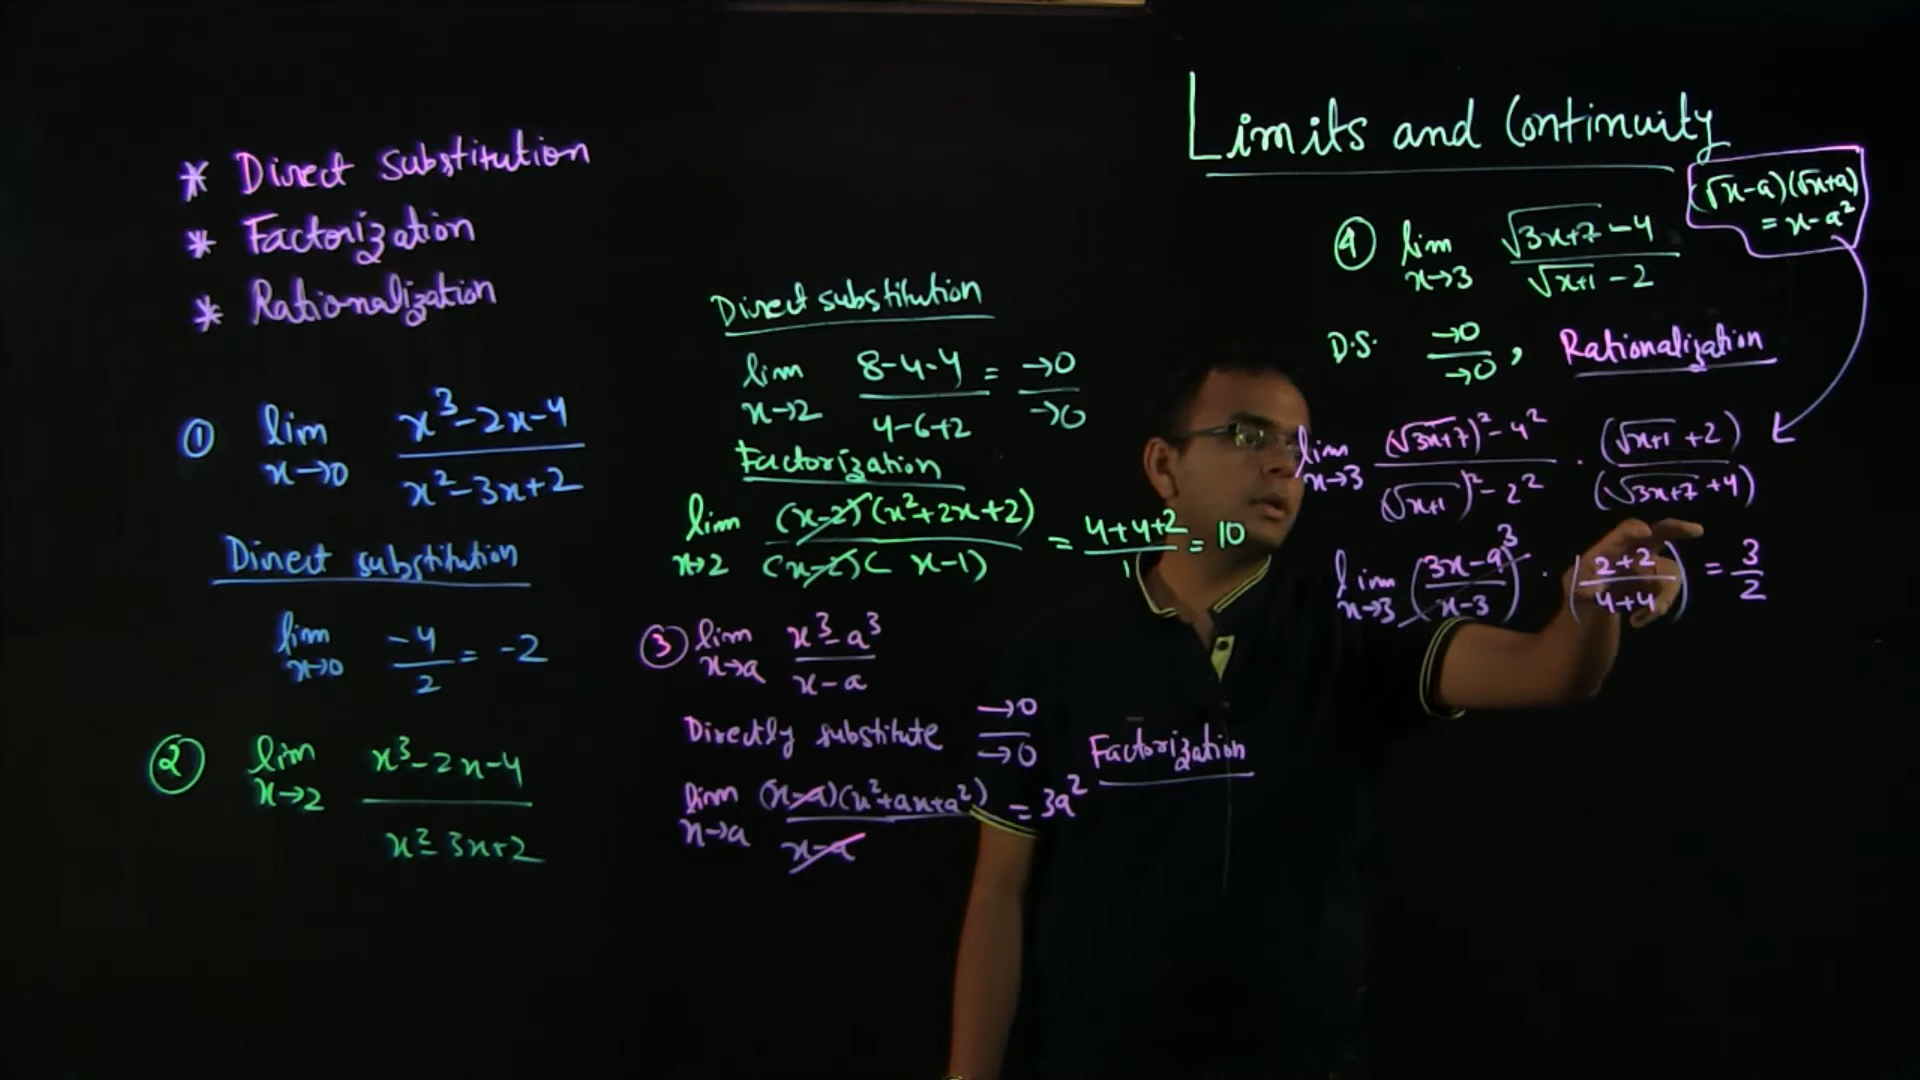 Limits and Continuity
* Direct substitution
* Factorization
* Rationalization
① lim x→0 (x³-2x-4)/(x²-3x+2)
Direct substitution
lim x→0 -4/2 = -2
② lim x→2 (x³-2x-4)/(x²-3x+2)
Direct substitution
lim x→2 (8-4-4)/(4-6+2) = →0/→0
Factorization
lim x→2 (x-2)(x²+2x+2)/(x-2)(x-1) = (4+4+2)/1 = 10
③ lim x→a (x³-a³)/(x-a)
Directly substitute →0/→0 Factorization
lim x→a (x-a)(x²+ax+a²)/(x-a) = 3a²
④ lim x→3 (√(3x+7) -4)/(√(x+1) -2)
(√x-a)(√x+a)
= x-a²
D.S. →0/→0, Rationalization
lim x→3 ((√(3x+7))²-4²)/((√(x+1))²-2²) · (√(x+1) +2)/(√(3x+7) +4)
lim x→3 ((3x-9)/(x-3))³ · ((2+2)/(4+4)) = 3/2